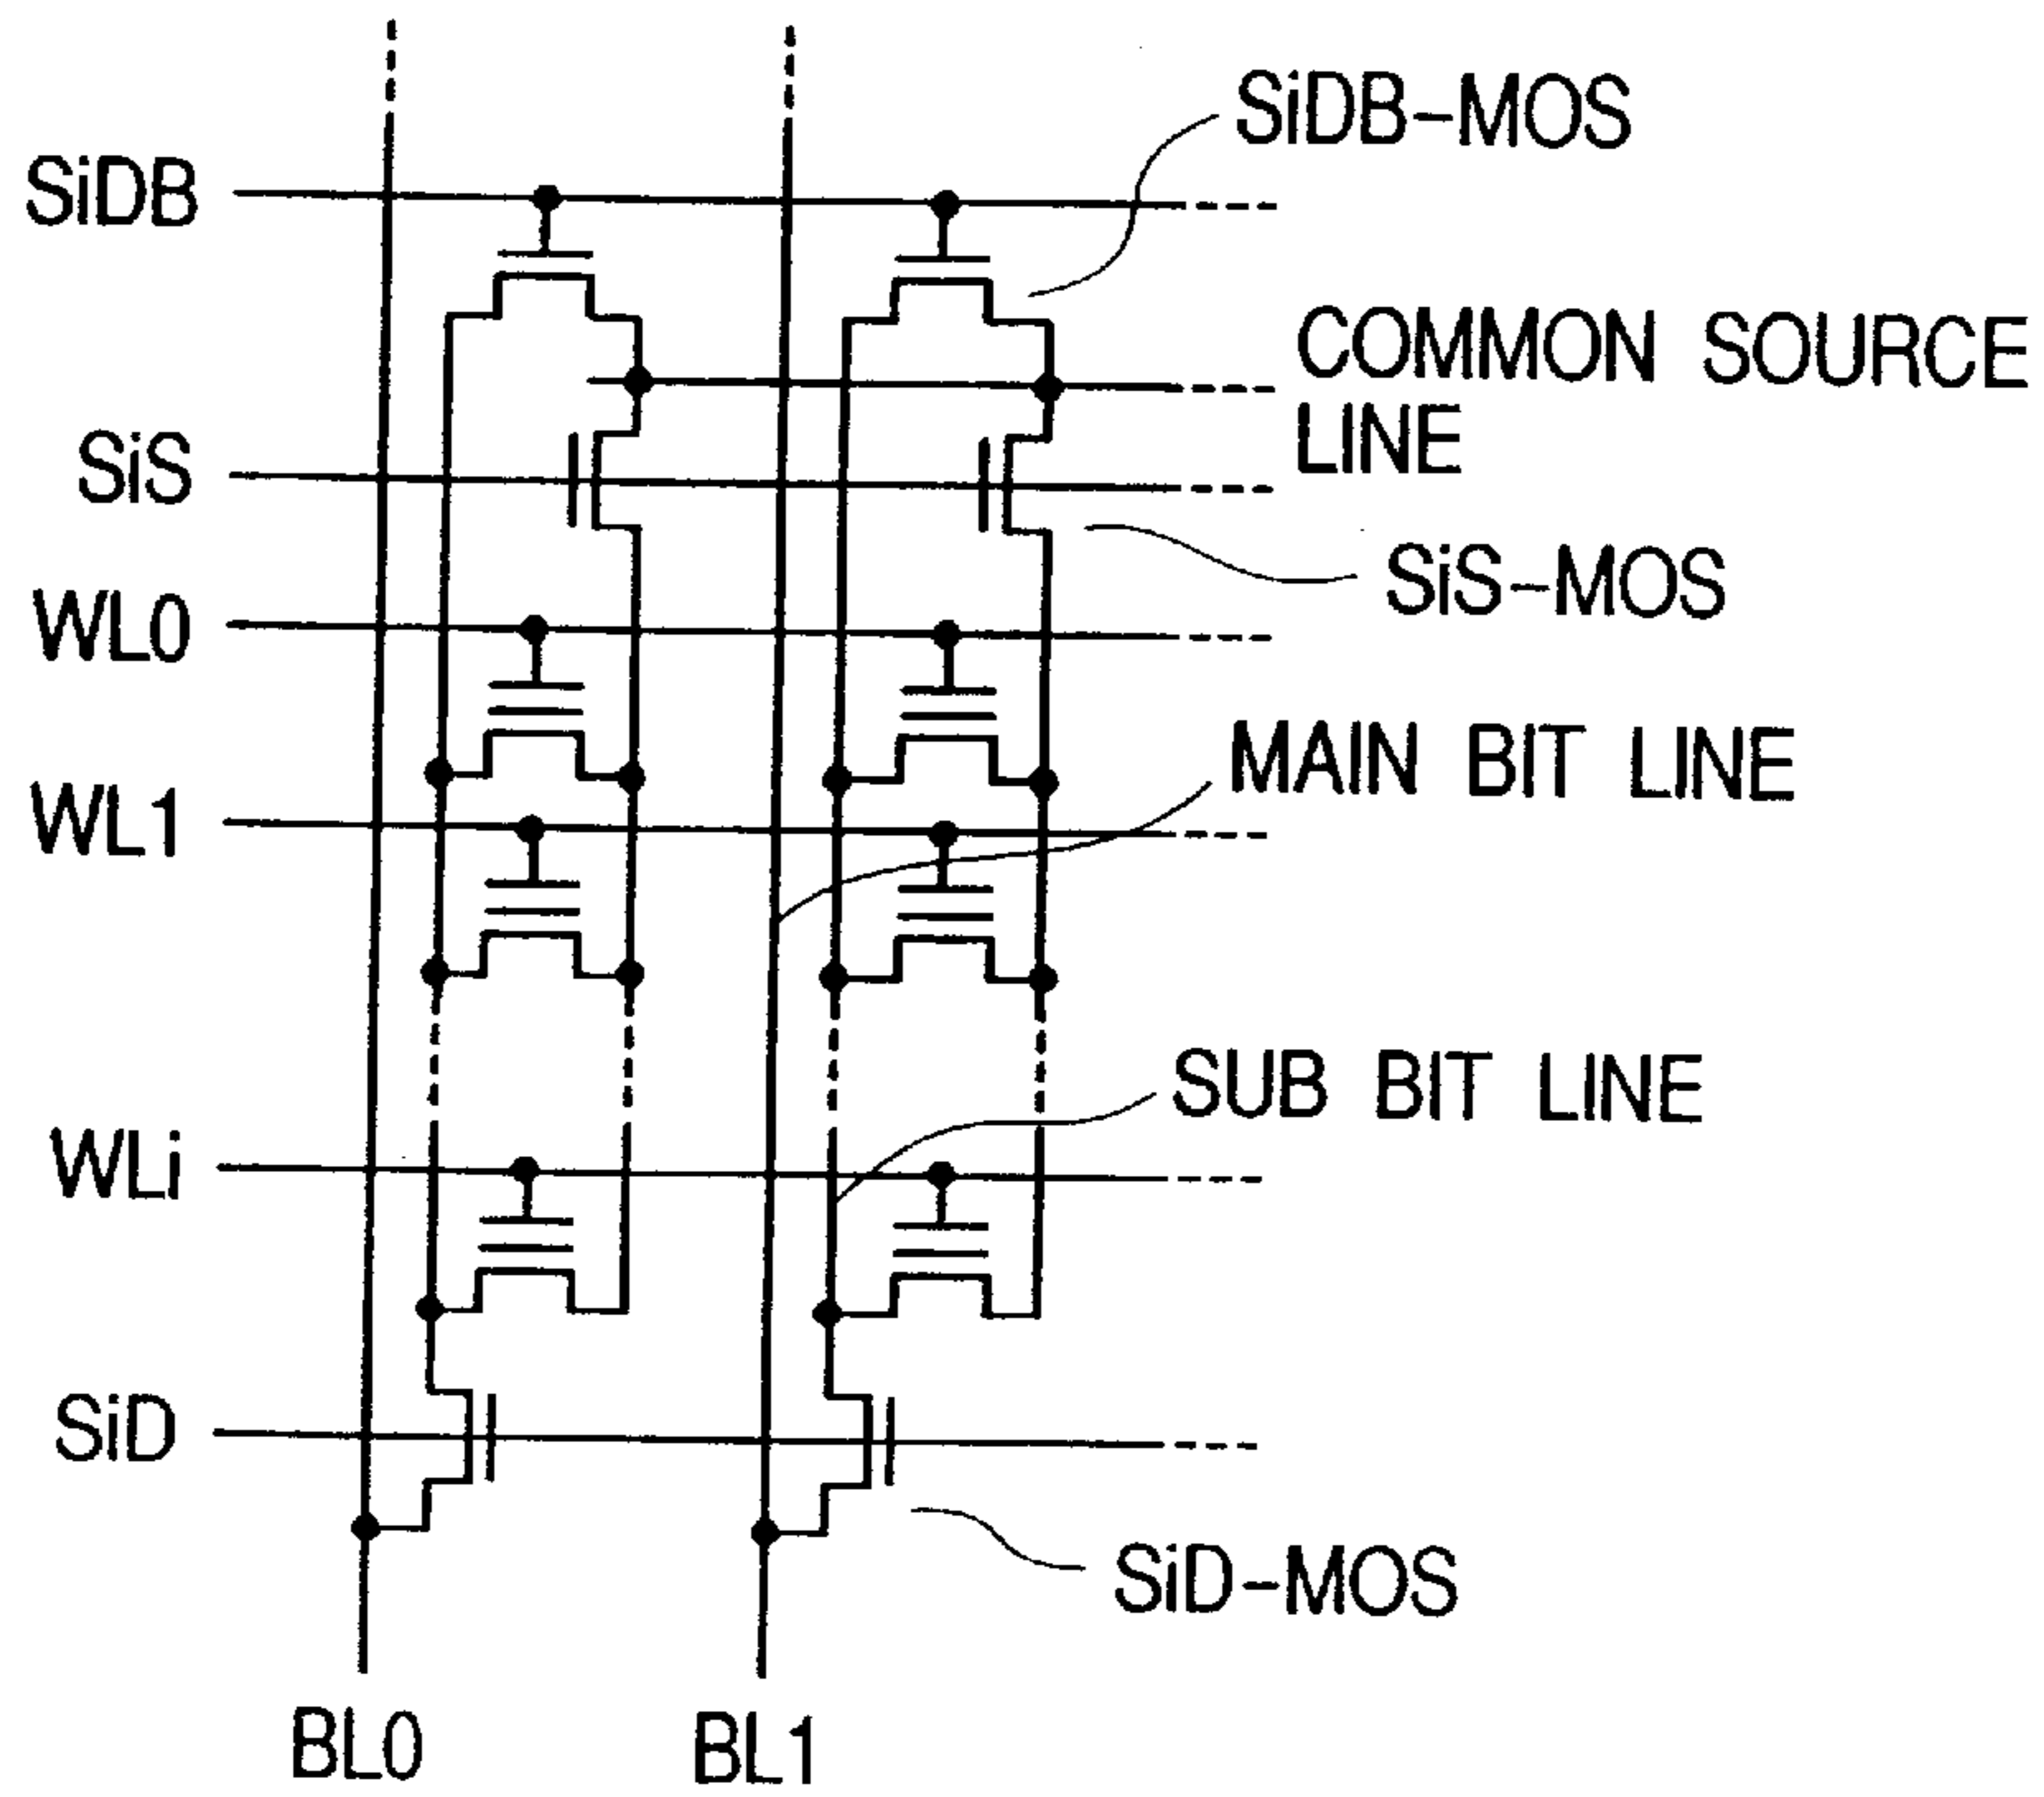 SiDB-MOS
SiDB
COMMON SOURCE
LINE
SiS
SiS-MOS
WL0
MAIN BIT LINE
WL1
SUB BIT LINE
WLi
SiD
SiD-MOS
BL0
BL1